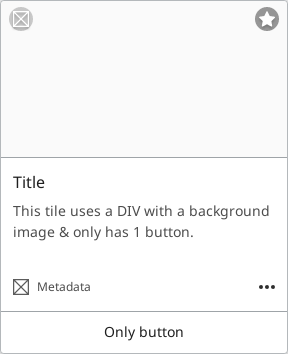 Title
This tile uses a DIV with a background
image & only has 1 button.
Metadata
Only button